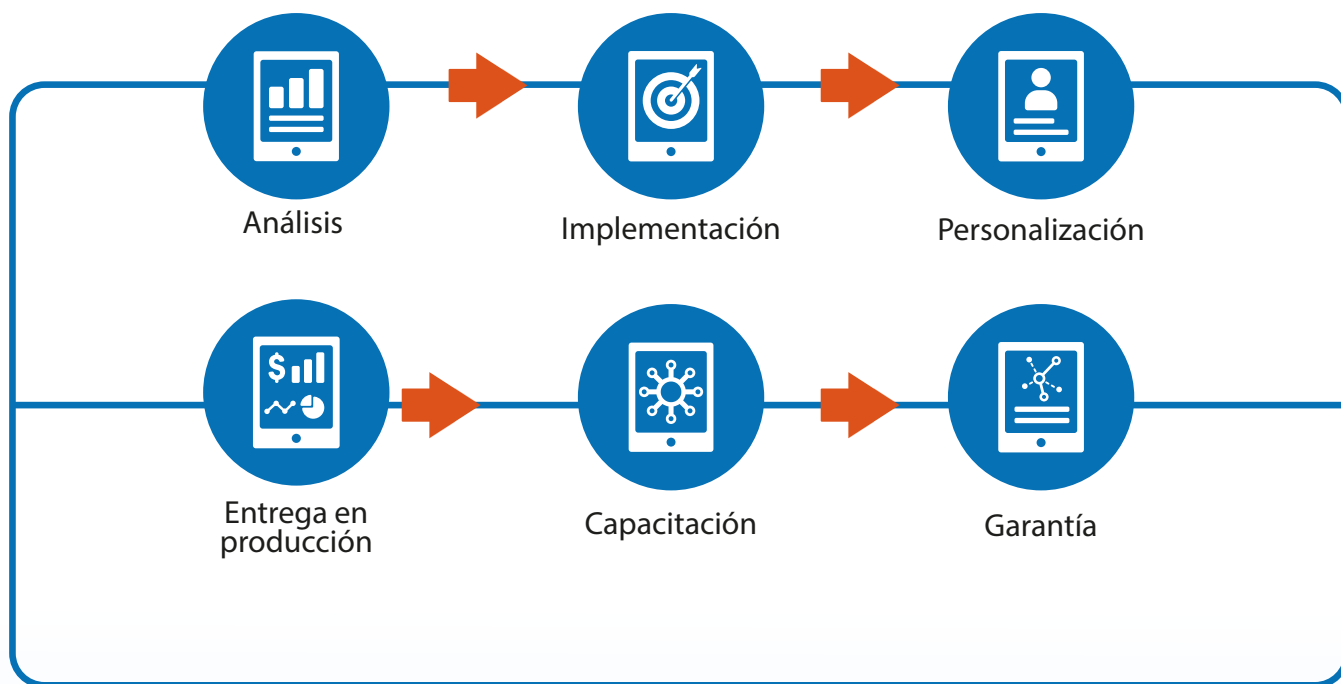 Análisis
Implementación
Personalización
$
Entrega en
producción
Capacitación
Garantía